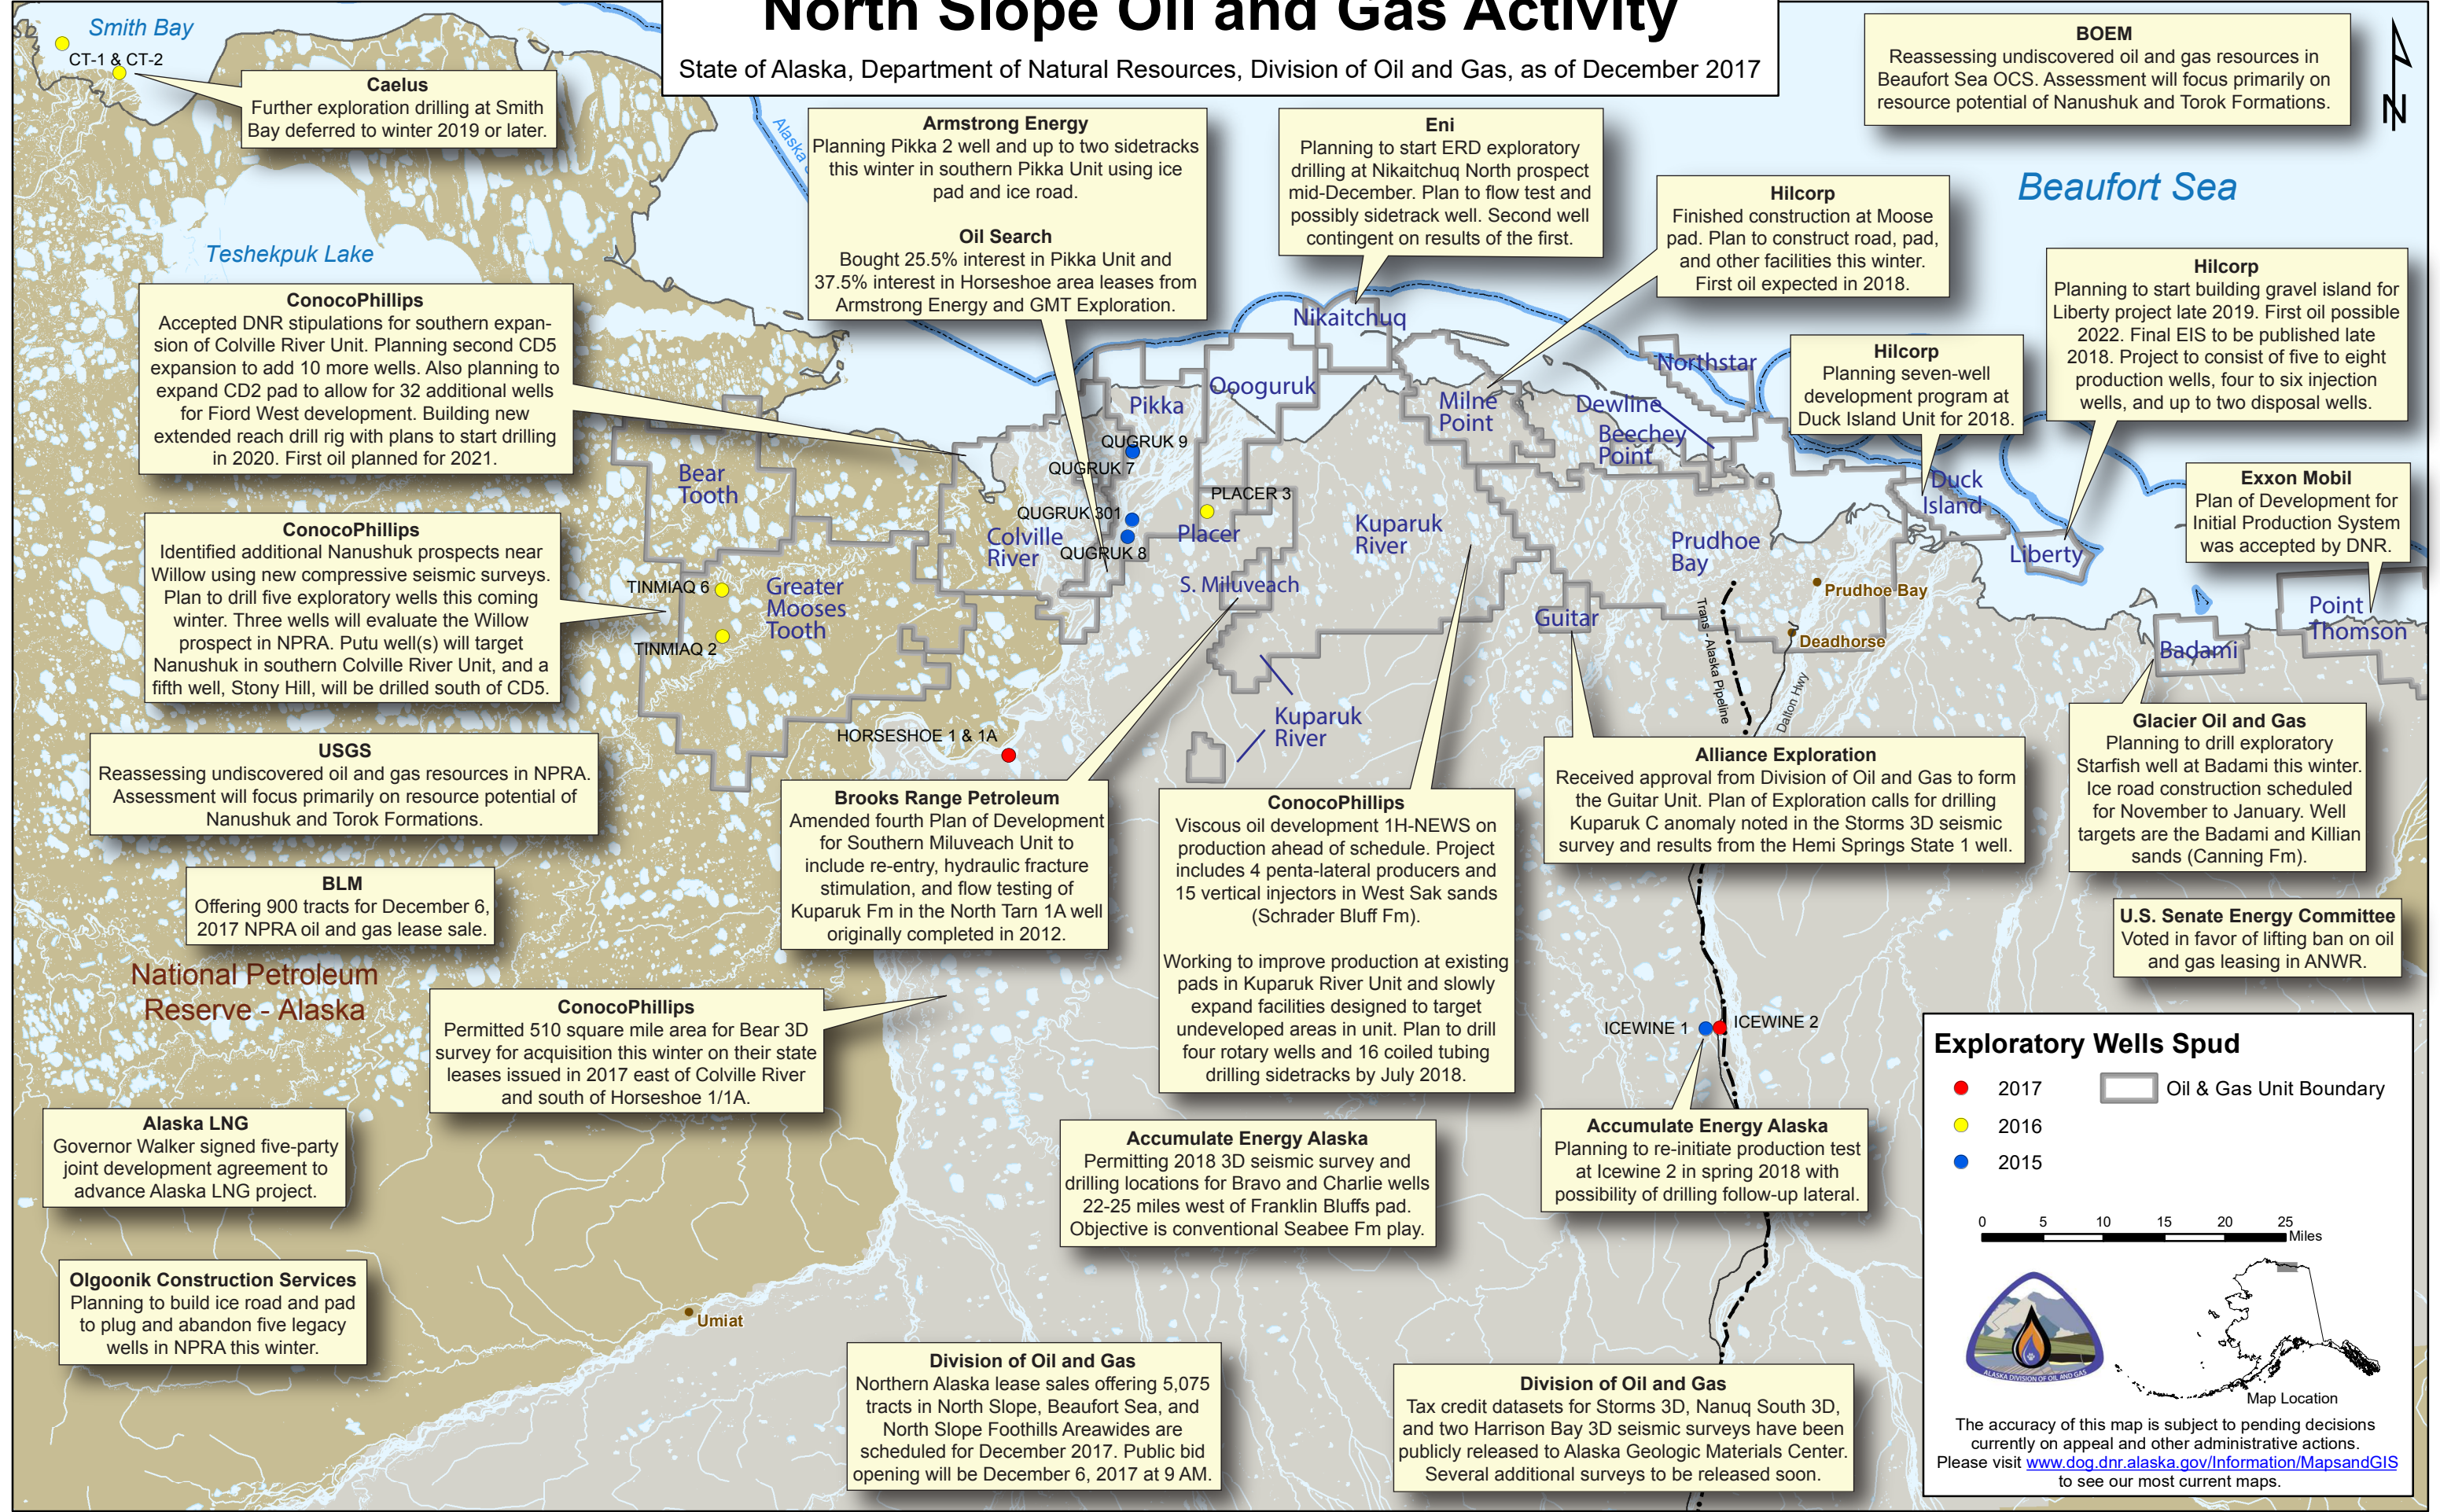 North Slope Oil and Gas Activity
State of Alaska, Department of Natural Resources, Division of Oil and Gas, as of December 2017
Smith Bay
CT-1 & CT-2
Caelus
Further exploration drilling at Smith
Bay deferred to winter 2019 or later.
Teshekpuk Lake
Alaska
Armstrong Energy
Planning Pikka 2 well and up to two sidetracks
this winter in southern Pikka Unit using ice
pad and ice road.
Oil Search
Bought 25.5% interest in Pikka Unit and
37.5% interest in Horseshoe area leases from
Armstrong Energy and GMT Exploration.
Eni
Planning to start ERD exploratory
drilling at Nikaitchuq North prospect
mid-December. Plan to flow test and
possibly sidetrack well. Second well
contingent on results of the first.
BOEM
Reassessing undiscovered oil and gas resources in
Beaufort Sea OCS. Assessment will focus primarily on
resource potential of Nanushuk and Torok Formations.
N
Beaufort Sea
Hilcorp
Finished construction at Moose
pad. Plan to construct road, pad,
and other facilities this winter.
First oil expected in 2018.
Hilcorp
Planning to start building gravel island for
Liberty project late 2019. First oil possible
2022. Final EIS to be published late
2018. Project to consist of five to eight
production wells, four to six injection
wells, and up to two disposal wells.
Hilcorp
Planning seven-well
development program at
Duck Island Unit for 2018.
Exxon Mobil
Plan of Development for
Initial Production System
was accepted by DNR.
ConocoPhillips
Accepted DNR stipulations for southern expan-
sion of Colville River Unit. Planning second CD5
expansion to add 10 more wells. Also planning to
expand CD2 pad to allow for 32 additional wells
for Fiord West development. Building new
extended reach drill rig with plans to start drilling
in 2020. First oil planned for 2021.
ConocoPhillips
Identified additional Nanushuk prospects near
Willow using new compressive seismic surveys.
Plan to drill five exploratory wells this coming
winter. Three wells will evaluate the Willow
prospect in NPRA. Putu well(s) will target
Nanushuk in southern Colville River Unit, and a
fifth well, Stony Hill, will be drilled south of CD5.
Nikaitchuq
Oooguruk
Pikka
Milne
Point
Northstar
Dewline
Beechey
Point
Duck
Island
Liberty
QUGRUK 9
QUGRUK 7
QUGRUK 301
QUGRUK 8
PLACER 3
Placer
Bear
Tooth
Colville
River
Kuparuk
River
Prudhoe
Bay
Prudhoe Bay
Deadhorse
Trans - Alaska Pipeline
Dalton Hwy
TINMIAQ 6
TINMIAQ 2
Greater
Mooses
Tooth
S. Miluveach
Guitar
Point
Thomson
Badami
Kuparuk
River
HORSESHOE 1 & 1A
USGS
Reassessing undiscovered oil and gas resources in NPRA.
Assessment will focus primarily on resource potential of
Nanushuk and Torok Formations.
BLM
Offering 900 tracts for December 6,
2017 NPRA oil and gas lease sale.
National Petroleum
Reserve - Alaska
Brooks Range Petroleum
Amended fourth Plan of Development
for Southern Miluveach Unit to
include re-entry, hydraulic fracture
stimulation, and flow testing of
Kuparuk Fm in the North Tarn 1A well
originally completed in 2012.
ConocoPhillips
Viscous oil development 1H-NEWS on
production ahead of schedule. Project
includes 4 penta-lateral producers and
15 vertical injectors in West Sak sands
(Schrader Bluff Fm).
Working to improve production at existing
pads in Kuparuk River Unit and slowly
expand facilities designed to target
undeveloped areas in unit. Plan to drill
four rotary wells and 16 coiled tubing
drilling sidetracks by July 2018.
Alliance Exploration
Received approval from Division of Oil and Gas to form
the Guitar Unit. Plan of Exploration calls for drilling
Kuparuk C anomaly noted in the Storms 3D seismic
survey and results from the Hemi Springs State 1 well.
Glacier Oil and Gas
Planning to drill exploratory
Starfish well at Badami this winter.
Ice road construction scheduled
for November to January. Well
targets are the Badami and Killian
sands (Canning Fm).
U.S. Senate Energy Committee
Voted in favor of lifting ban on oil
and gas leasing in ANWR.
ConocoPhillips
Permitted 510 square mile area for Bear 3D
survey for acquisition this winter on their state
leases issued in 2017 east of Colville River
and south of Horseshoe 1/1A.
Alaska LNG
Governor Walker signed five-party
joint development agreement to
advance Alaska LNG project.
Olgoonik Construction Services
Planning to build ice road and pad
to plug and abandon five legacy
wells in NPRA this winter.
Umiat
Accumulate Energy Alaska
Permitting 2018 3D seismic survey and
drilling locations for Bravo and Charlie wells
22-25 miles west of Franklin Bluffs pad.
Objective is conventional Seabee Fm play.
ICEWINE 1
ICEWINE 2
Accumulate Energy Alaska
Planning to re-initiate production test
at Icewine 2 in spring 2018 with
possibility of drilling follow-up lateral.
Division of Oil and Gas
Northern Alaska lease sales offering 5,075
tracts in North Slope, Beaufort Sea, and
North Slope Foothills Areawides are
scheduled for December 2017. Public bid
opening will be December 6, 2017 at 9 AM.
Division of Oil and Gas
Tax credit datasets for Storms 3D, Nanuq South 3D,
and two Harrison Bay 3D seismic surveys have been
publicly released to Alaska Geologic Materials Center.
Several additional surveys to be released soon.
Exploratory Wells Spud
2017
Oil & Gas Unit Boundary
2016
2015
0 5 10 15 20 25
Miles
ALASKA DIVISION OF OIL AND GAS
Map Location
The accuracy of this map is subject to pending decisions
currently on appeal and other administrative actions.
Please visit www.dog.dnr.alaska.gov/Information/MapsandGIS
to see our most current maps.